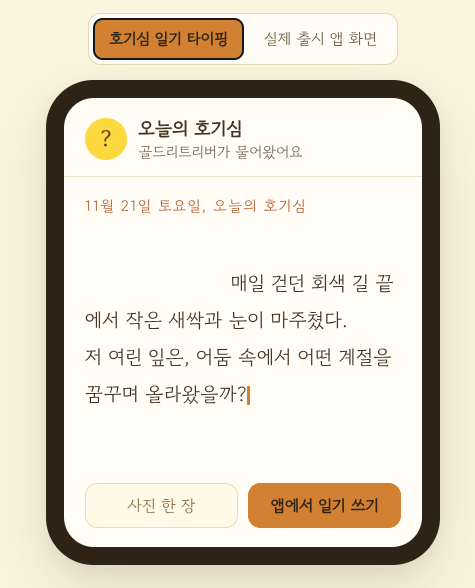 호기심 일기 타이핑
실제 출시 앱 화면
?
오늘의 호기심
골드리트리버가 물어왔어요
11월 21일 토요일, 오늘의 호기심
매일 걷던 회색 길 끝
에서 작은 새싹과 눈이 마주쳤다.
저 여린 잎은, 어둠 속에서 어떤 계절을
꿈꾸며 올라왔을까?
사진 한 장
앱에서 일기 쓰기